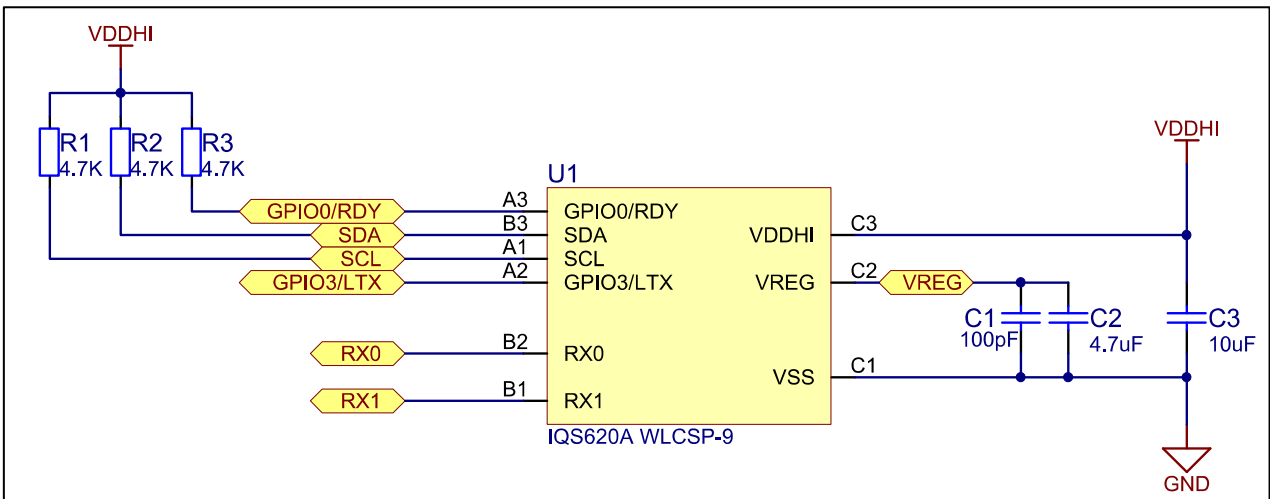 VDDHI
R1
4.7K
R2
4.7K
R3
4.7K
GPIO0/RDY
SDA
SCL
GPIO3/LTX
RX0
RX1
A3
B3
A1
A2
B2
B1
U1
GPIO0/RDY
SDA
SCL
GPIO3/LTX
RX0
RX1
VDDHI
VREG
VSS
IQS620A WLCSP-9
C3
C2
C1
VREG
C1
100pF
C2
4.7uF
VDDHI
C3
10uF
GND